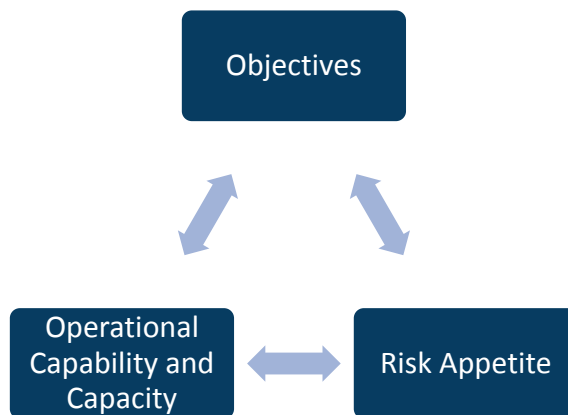 Objectives
Operational
Capability and
Capacity
Risk Appetite